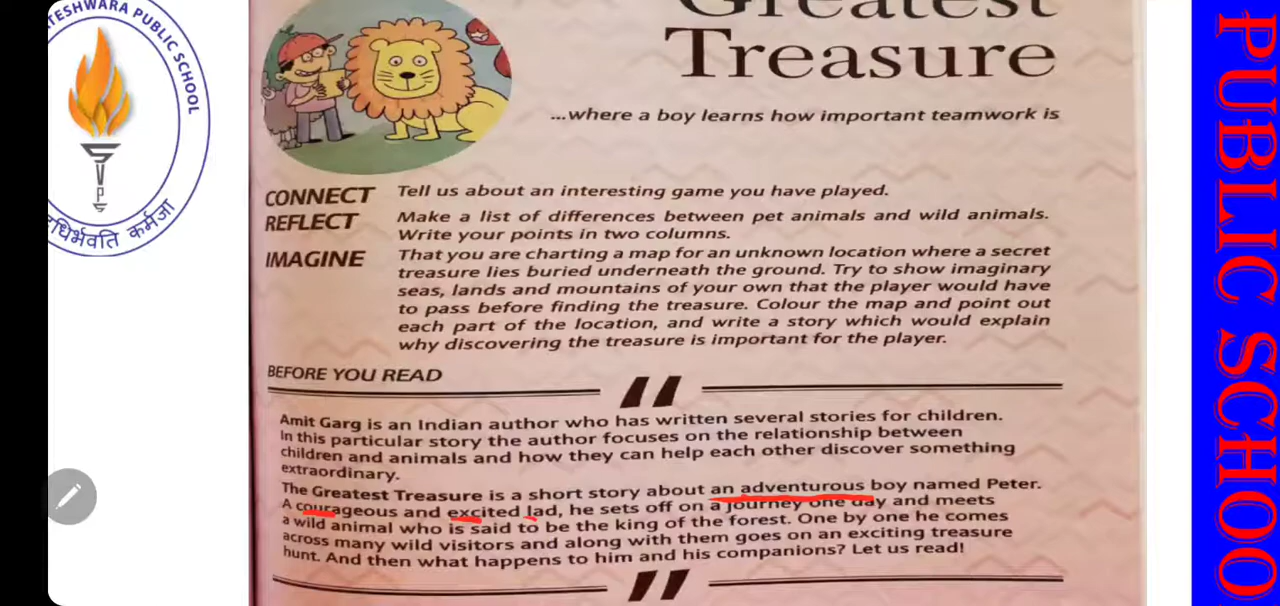 TESHWARA PUBLIC SCHOOL
SVPS
कर्मजा
Greatest
Treasure
...where a boy learns how important teamwork is
CONNECT Tell us about an interesting game you have played.
REFLECT Make a list of differences between pet animals and wild animals.
Write your points in two columns.
IMAGINE That you are charting a map for an unknown location where a secret
treasure lies buried underneath the ground. Try to show imaginary
seas, lands and mountains of your own that the player would have
to pass before finding the treasure. Colour the map and point out
each part of the location, and write a story which would explain
why discovering the treasure is important for the player.
BEFORE YOU READ
Amit Garg is an Indian author who has written several stories for children.
In this particular story the author focuses on the relationship between
children and animals and how they can help each other discover something
extraordinary.
The Greatest Treasure is a short story about an adventurous boy named Peter.
A courageous and excited lad, he sets off on a journey one day and meets
a wild animal who is said to be the king of the forest. One by one he comes
across many wild visitors and along with them goes on an exciting treasure
hunt. And then what happens to him and his companions? Let us read!
PUBLIC SCHOO